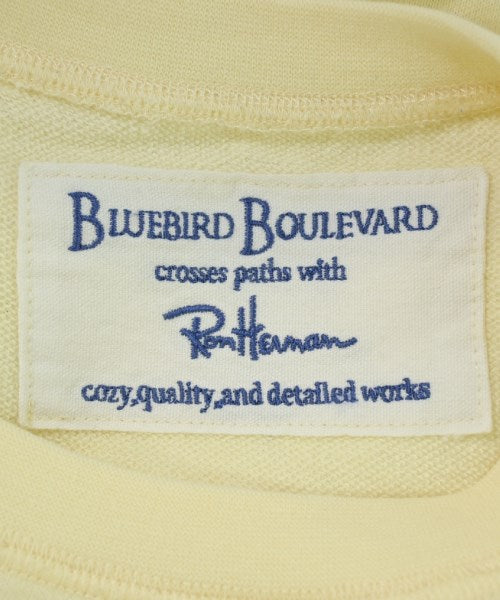 BLUEBIRD BOULEVARD
crosses paths with
Ron Herman
cozy,quality,and detailed works